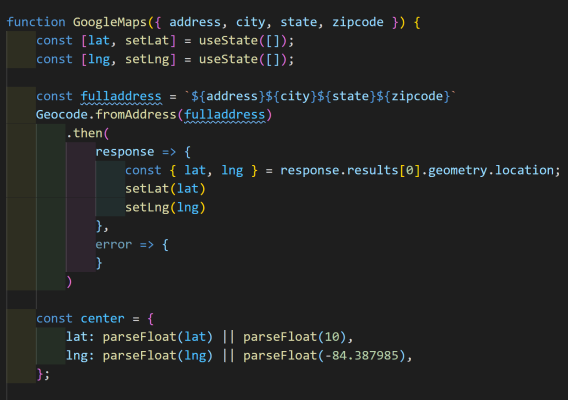 function GoogleMaps({ address, city, state, zipcode }) {
const [lat, setLat] = useState([]);
const [lng, setLng] = useState([]);
const fulladdress = `${address}${city}${state}${zipcode}`
Geocode.fromAddress(fulladdress)
.then(
response => {
const { lat, lng } = response.results[0].geometry.location;
setLat(lat)
setLng(lng)
},
error => {
}
)
const center = {
lat: parseFloat(lat) || parseFloat(10),
lng: parseFloat(lng) || parseFloat(-84.387985),
};